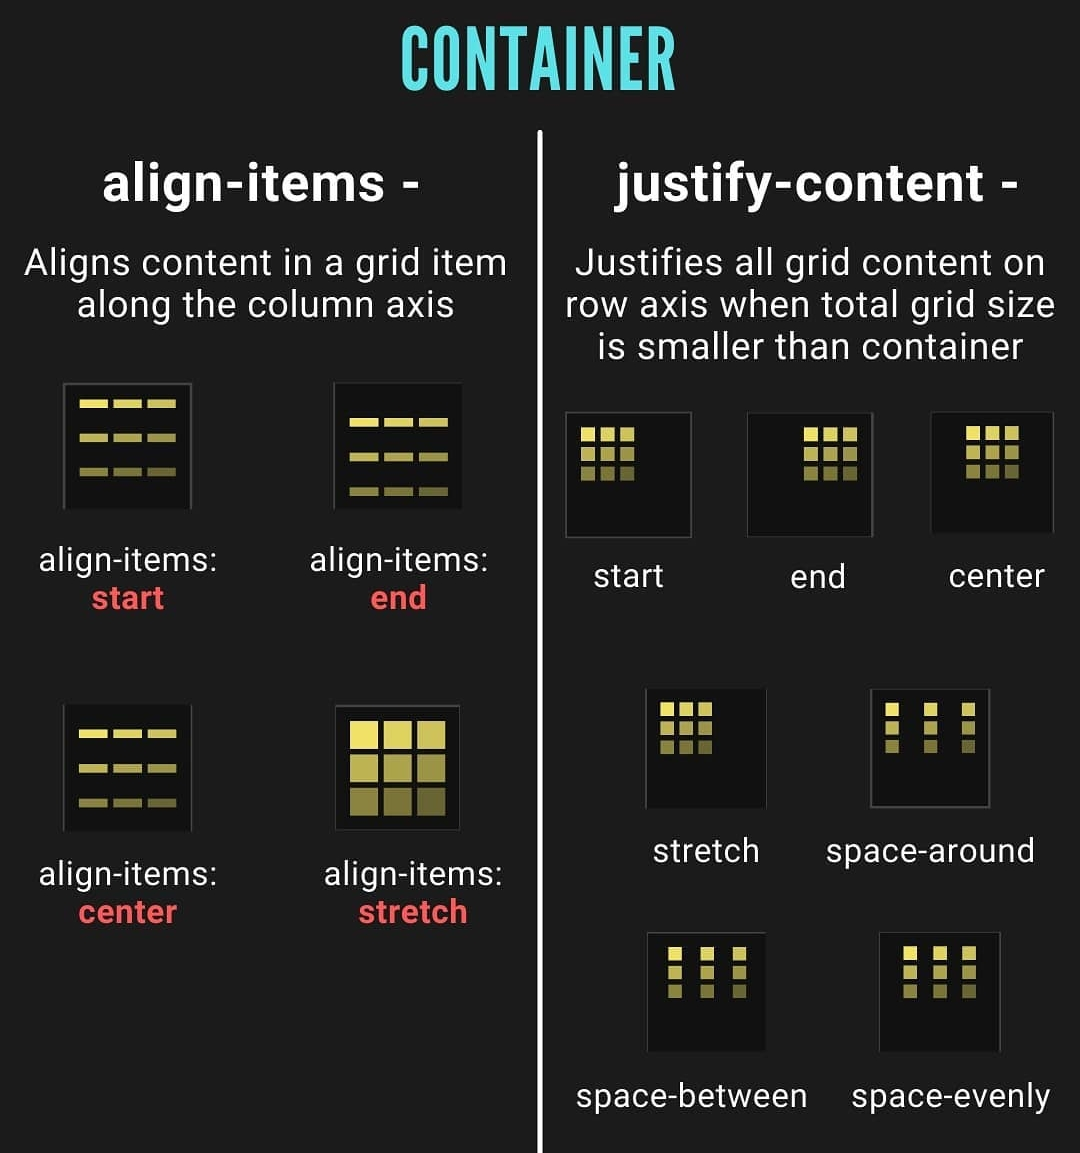 CONTAINER
align-items -
Aligns content in a grid item
along the column axis
align-items:
start
align-items:
end
align-items:
center
align-items:
stretch
justify-content -
Justifies all grid content on
row axis when total grid size
is smaller than container
start
end
center
stretch
space-around
space-between
space-evenly